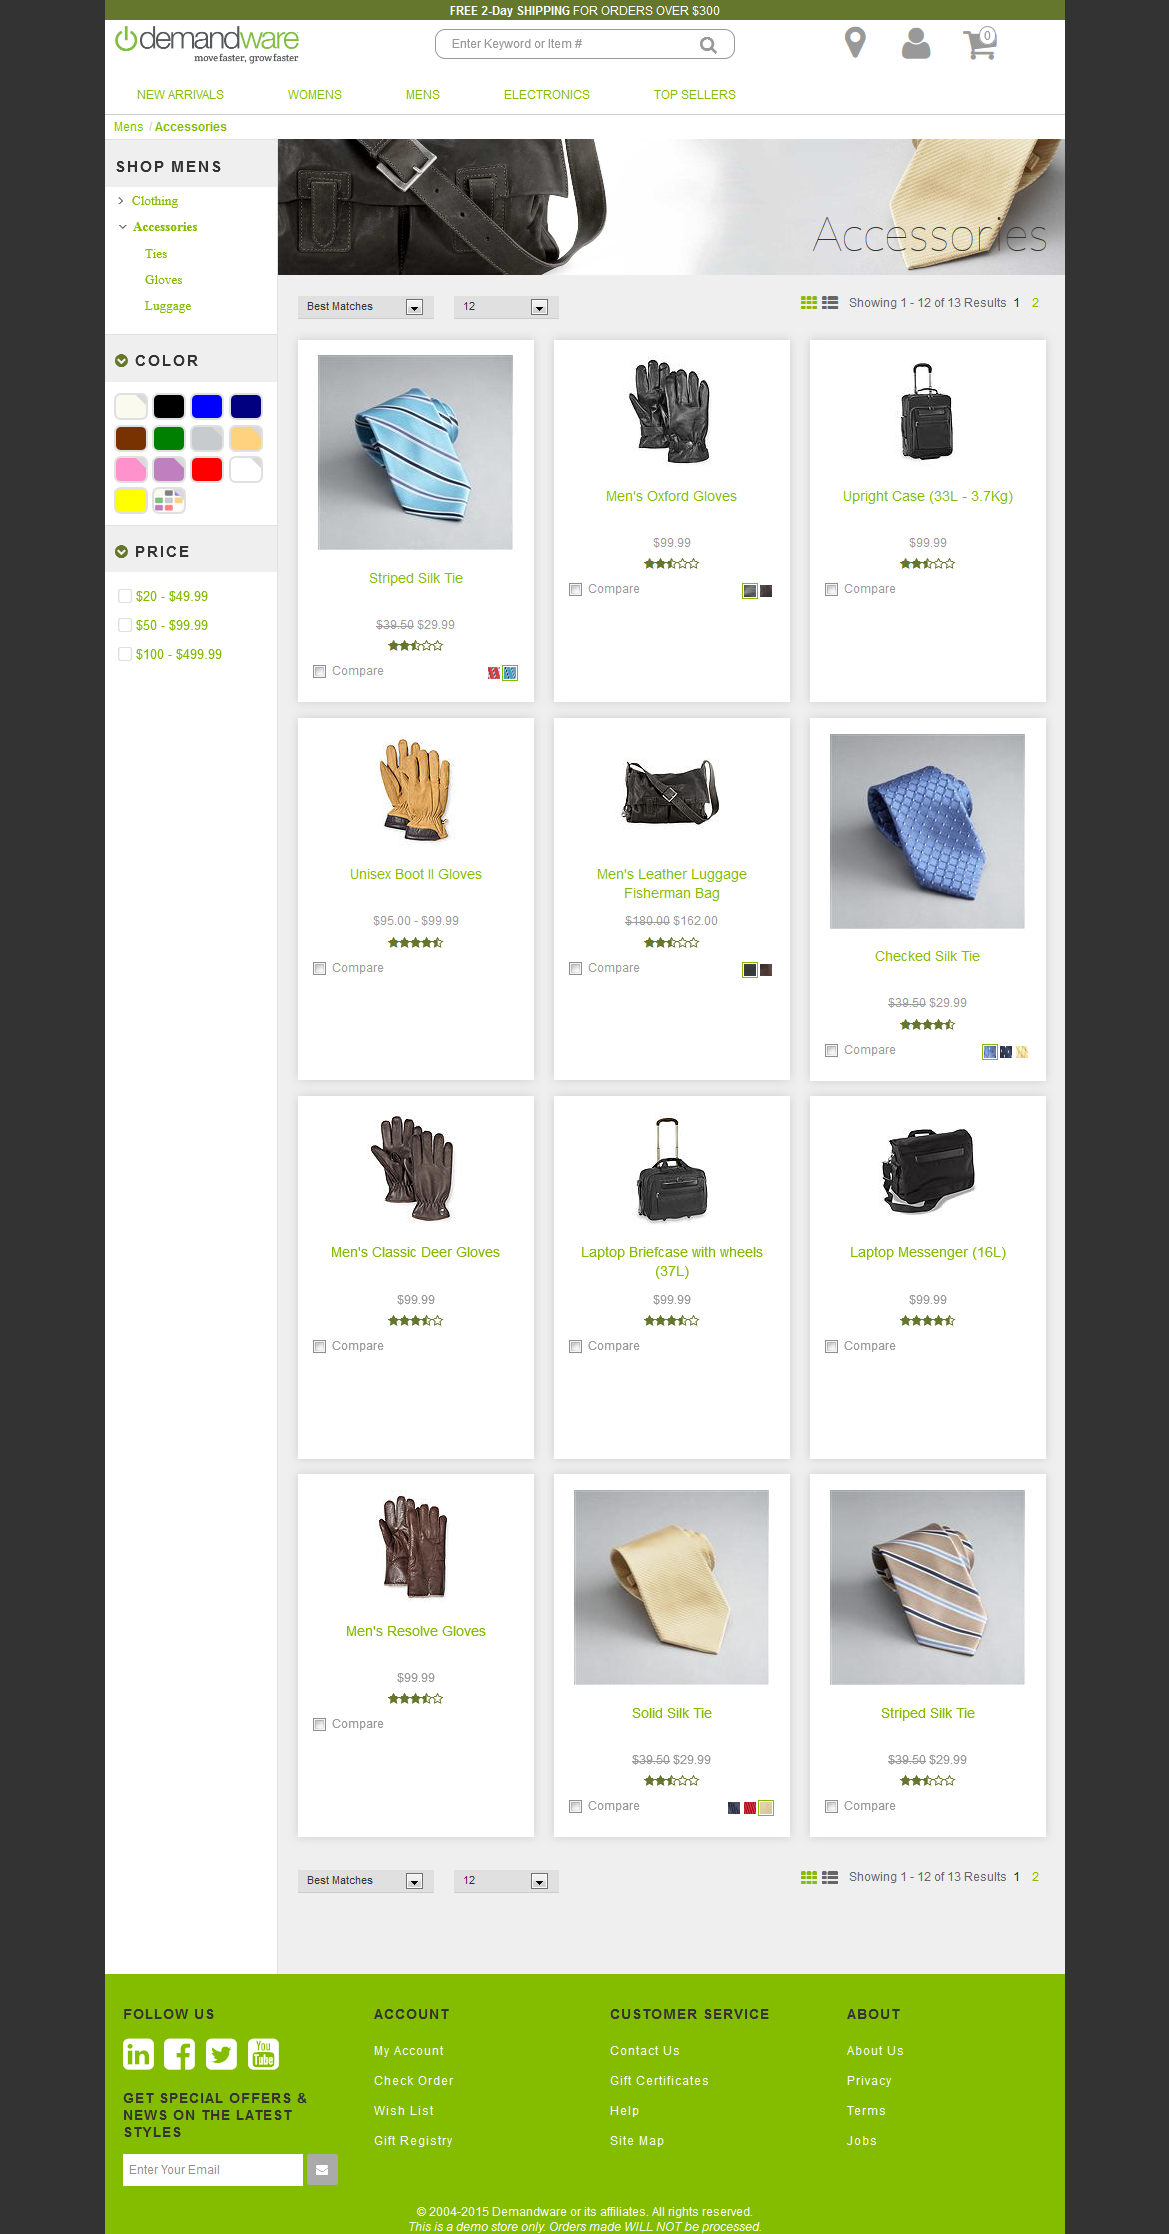 FREE 2-Day SHIPPING FOR ORDERS OVER $300
demandware
move faster, grow faster
Enter Keyword or Item #
0
NEW ARRIVALS WOMENS MENS ELECTRONICS TOP SELLERS
Mens / Accessories
SHOP MENS
Clothing
Accessories
Ties
Gloves
Luggage
COLOR
PRICE
$20 - $49.99
$50 - $99.99
$100 - $499.99
Accessories
Best Matches 12 Showing 1 - 12 of 13 Results 1 2
Striped Silk Tie
$39.50 $29.99
Compare
Men's Oxford Gloves
$99.99
Compare
Upright Case (33L - 3.7Kg)
$99.99
Compare
Unisex Boot II Gloves
$95.00 - $99.99
Compare
Men's Leather Luggage
Fisherman Bag
$180.00 $162.00
Compare
Checked Silk Tie
$39.50 $29.99
Compare
Men's Classic Deer Gloves
$99.99
Compare
Laptop Briefcase with wheels
(37L)
$99.99
Compare
Laptop Messenger (16L)
$99.99
Compare
Men's Resolve Gloves
$99.99
Compare
Solid Silk Tie
$39.50 $29.99
Compare
Striped Silk Tie
$39.50 $29.99
Compare
Best Matches 12 Showing 1 - 12 of 13 Results 1 2
FOLLOW US
in
You
Tube
GET SPECIAL OFFERS &
NEWS ON THE LATEST
STYLES
Enter Your Email
ACCOUNT
My Account
Check Order
Wish List
Gift Registry
CUSTOMER SERVICE
Contact Us
Gift Certificates
Help
Site Map
ABOUT
About Us
Privacy
Terms
Jobs
© 2004-2015 Demandware or its affiliates. All rights reserved.
This is a demo store only. Orders made WILL NOT be processed.